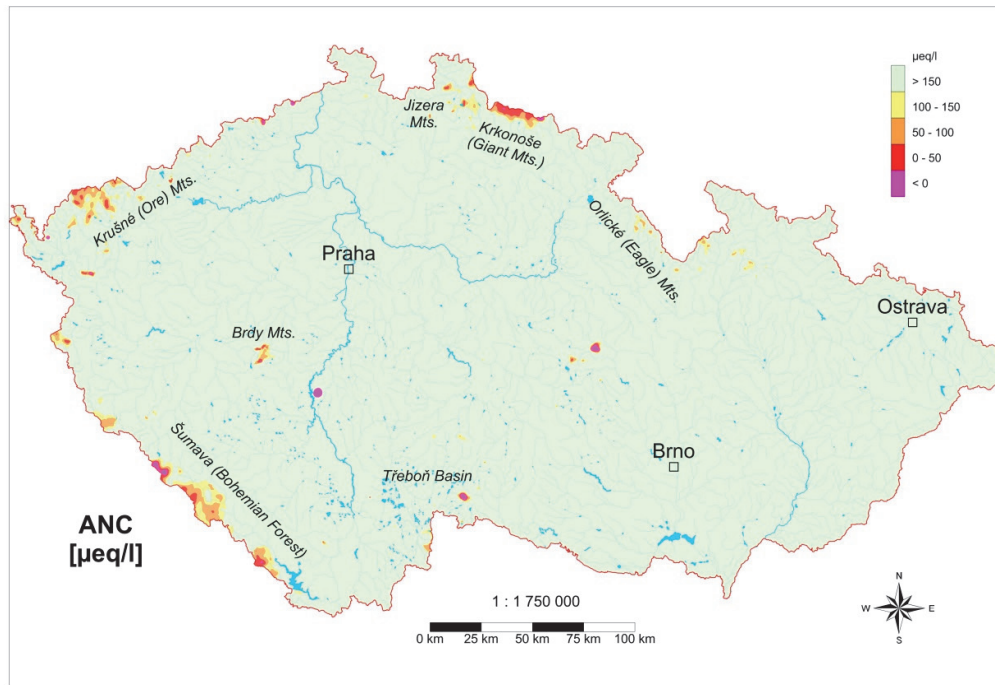 µeq/l
> 150
100 - 150
50 - 100
0 - 50
< 0
Jizera
Mts.
Krkonoše
(Giant Mts.)
Krušné (Ore) Mts.
Orlické (Eagle) Mts.
Praha
Ostrava
Brdy Mts.
Brno
Šumava (Bohemian Forest)
Třeboň Basin
ANC
[µeq/l]
1 : 1 750 000
0 km 25 km 50 km 75 km 100 km
N
W E
S